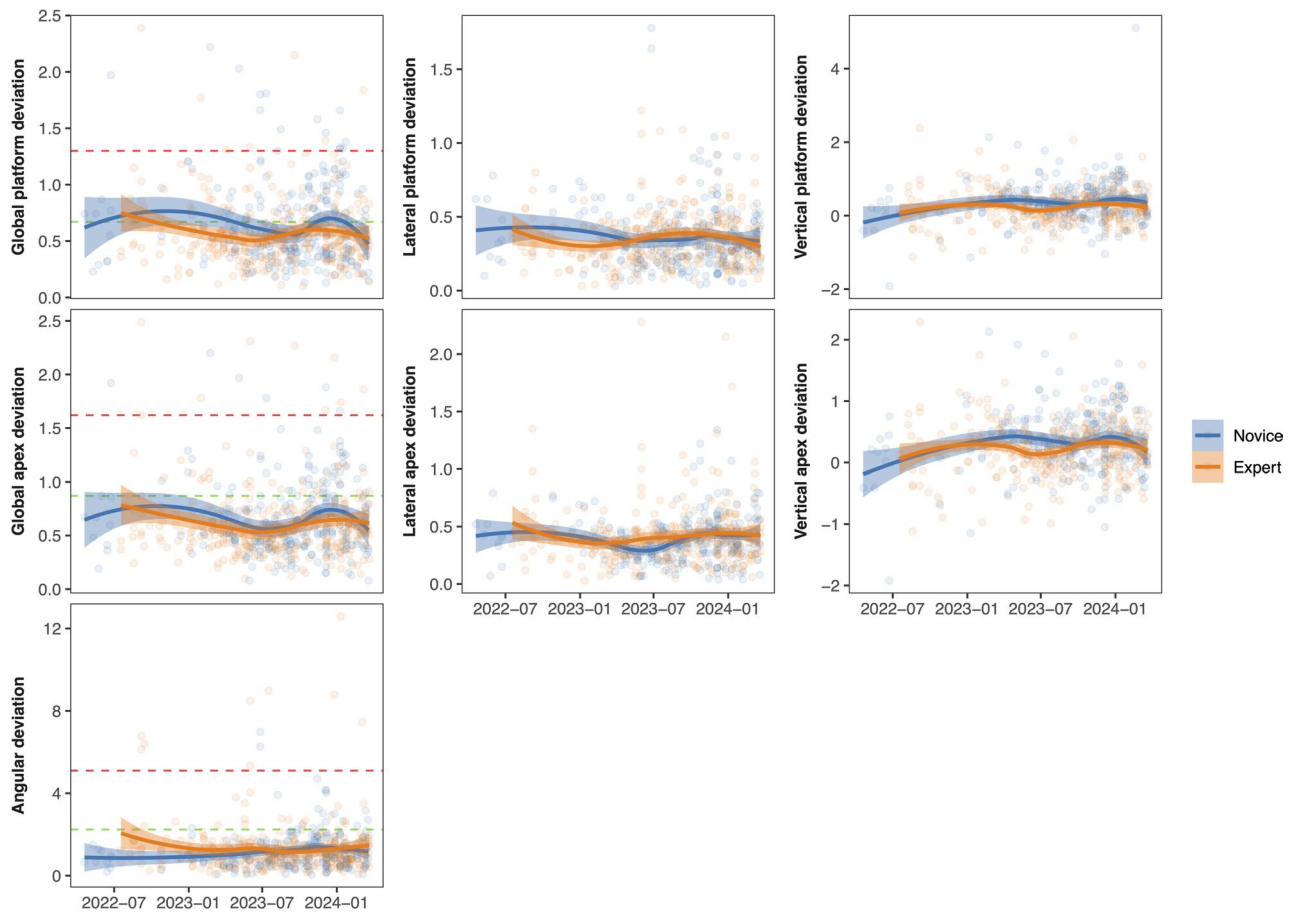 Global platform deviation
2.5
2.0
1.5
1.0
0.5
0.0
Lateral platform deviation
1.5
1.0
0.5
0.0
Vertical platform deviation
4
2
0
−2
Global apex deviation
2.5
2.0
1.5
1.0
0.5
0.0
Lateral apex deviation
2.0
1.5
1.0
0.5
0.0
2022−07 2023−01 2023−07 2024−01
Vertical apex deviation
2
1
0
−1
−2
2022−07 2023−01 2023−07 2024−01
Novice
Expert
Angular deviation
12
8
4
0
2022−07 2023−01 2023−07 2024−01